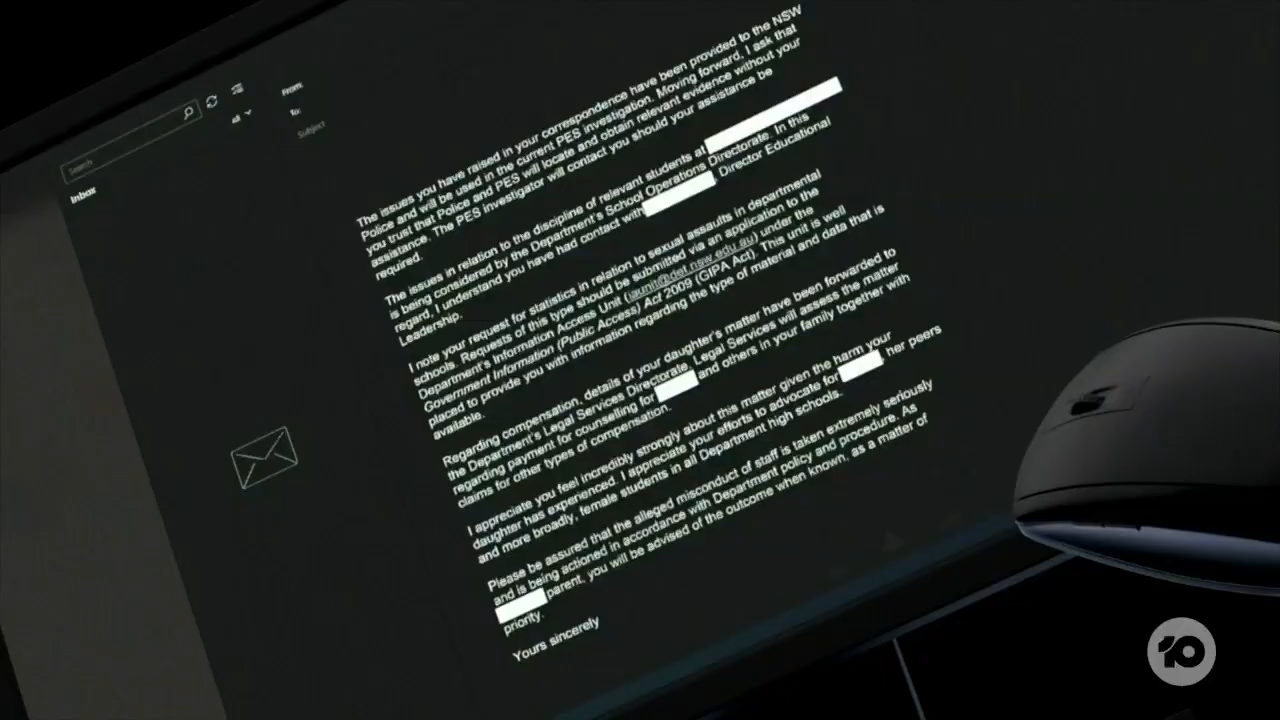 Search
Inbox
all
From:
To:
Subject
The issues you have raised in your correspondence have been provided to the NSW
Police and will be used in the current PES investigation. Moving forward, I ask that
you trust that Police and PES will locate and obtain relevant evidence without your
assistance. The PES investigator will contact you should your assistance be
required.
The issues in relation to the discipline of relevant students at
is being considered by the Department's School Operations Directorate. In this
regard, I understand you have had contact with Director Educational
Leadership.
I note your request for statistics in relation to sexual assaults in departmental
schools. Requests of this type should be submitted via an application to the
Department's Information Access Unit (iaunit@det.nsw.edu.au) under the
Government Information (Public Access) Act 2009 (GIPA Act). This unit is well
placed to provide you with information regarding the type of material and data that is
available.
Regarding compensation, details of your daughter's matter have been forwarded to
the Department's Legal Services Directorate. Legal Services will assess the matter
regarding payment for counselling for and others in your family together with
claims for other types of compensation.
I appreciate you feel incredibly strongly about this matter given the harm your
daughter has experienced. I appreciate your efforts to advocate for , her peers
and more broadly, female students in all Department high schools.
Please be assured that the alleged misconduct of staff is taken extremely seriously
and is being actioned in accordance with Department policy and procedure. As
parent, you will be advised of the outcome when known, as a matter of
priority.
Yours sincerely
10